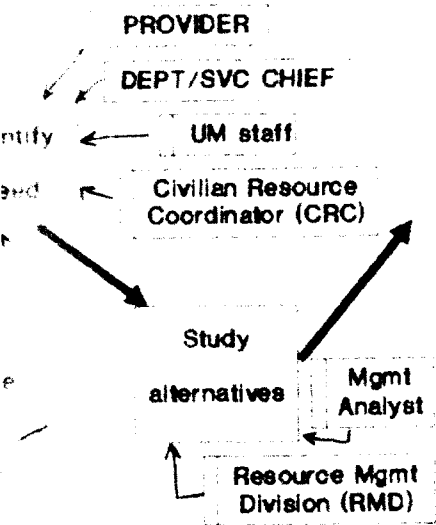 PROVIDER
DEPT/SVC CHIEF
ntify
UM staff
eed
Civilian Resource
Coordinator (CRC)
Study
alternatives
e
Mgmt
Analyst
Resource Mgmt
Division (RMD)